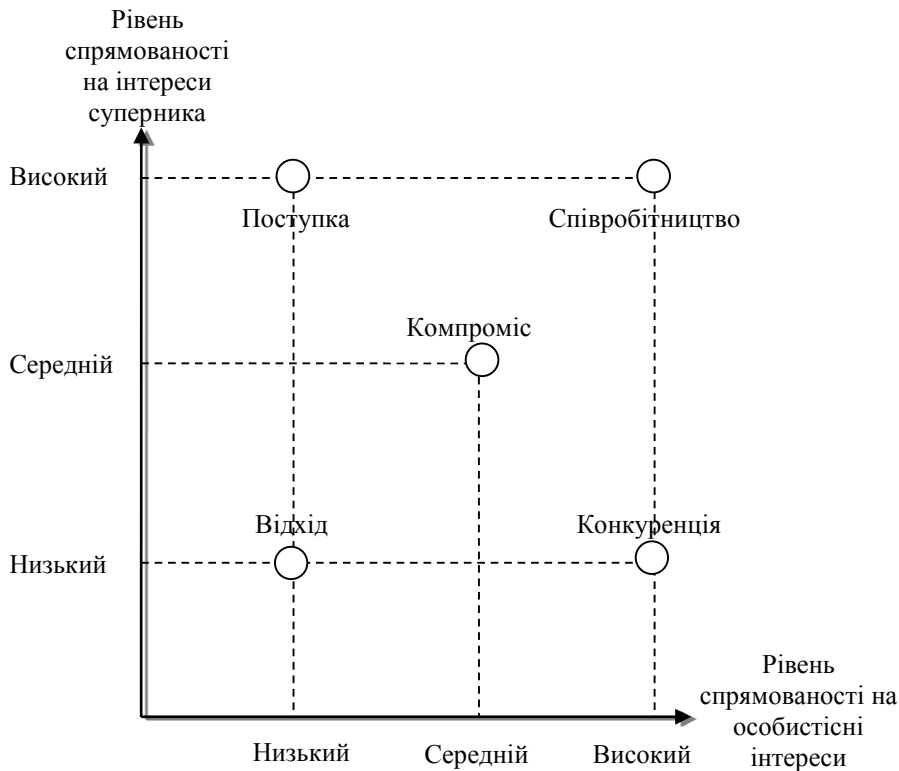 Рівень
спрямованості
на інтереси
суперника
Високий
Поступка
Співробітництво
Компроміс
Середній
Відхід
Конкуренція
Низький
Рівень
спрямованості на
особистісні
інтереси
Низький
Середній
Високий